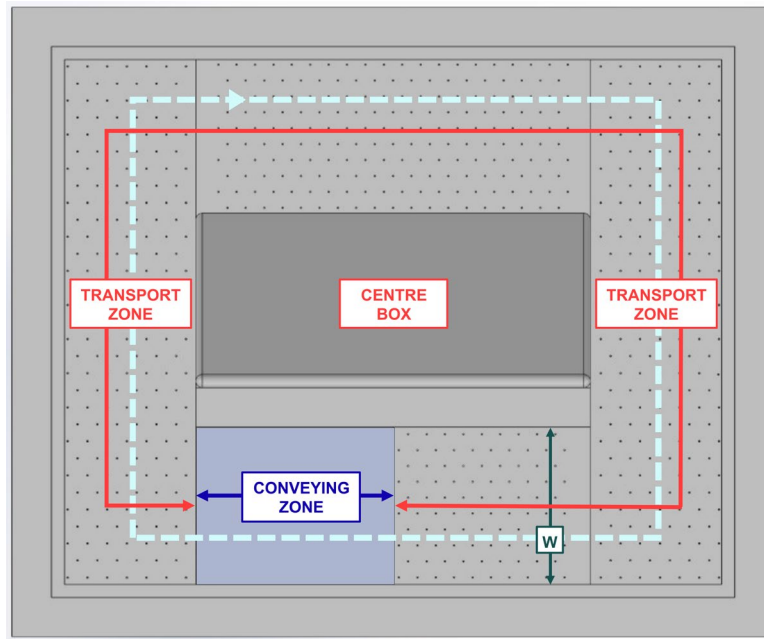 TRANSPORT
ZONE
CENTRE
BOX
TRANSPORT
ZONE
CONVEYING
ZONE
W